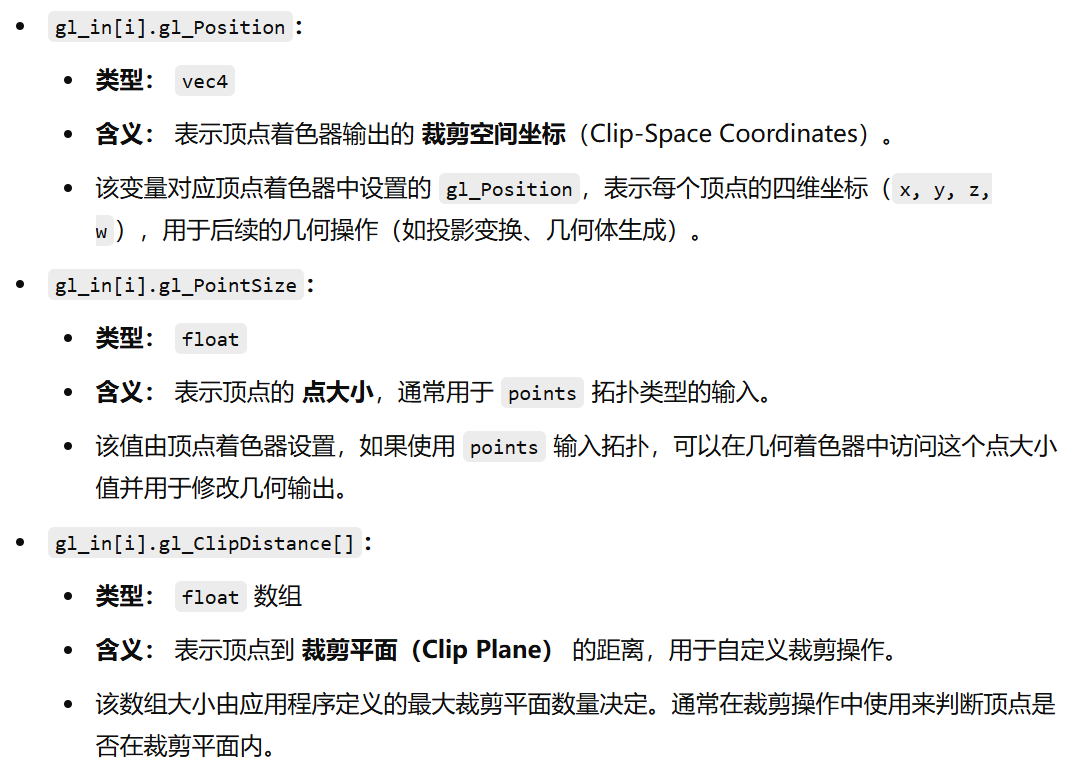 gl_in[i].gl_Position：
类型： vec4
含义： 表示顶点着色器输出的 裁剪空间坐标（Clip-Space Coordinates）。
该变量对应顶点着色器中设置的 gl_Position，表示每个顶点的四维坐标（x, y, z,
w），用于后续的几何操作（如投影变换、几何体生成）。
gl_in[i].gl_PointSize：
类型： float
含义： 表示顶点的 点大小，通常用于 points 拓扑类型的输入。
该值由顶点着色器设置，如果使用 points 输入拓扑，可以在几何着色器中访问这个点大小
值并用于修改几何输出。
gl_in[i].gl_ClipDistance[]：
类型： float 数组
含义： 表示顶点到 裁剪平面（Clip Plane） 的距离，用于自定义裁剪操作。
该数组大小由应用程序定义的最大裁剪平面数量决定。通常在裁剪操作中使用来判断顶点是
否在裁剪平面内。